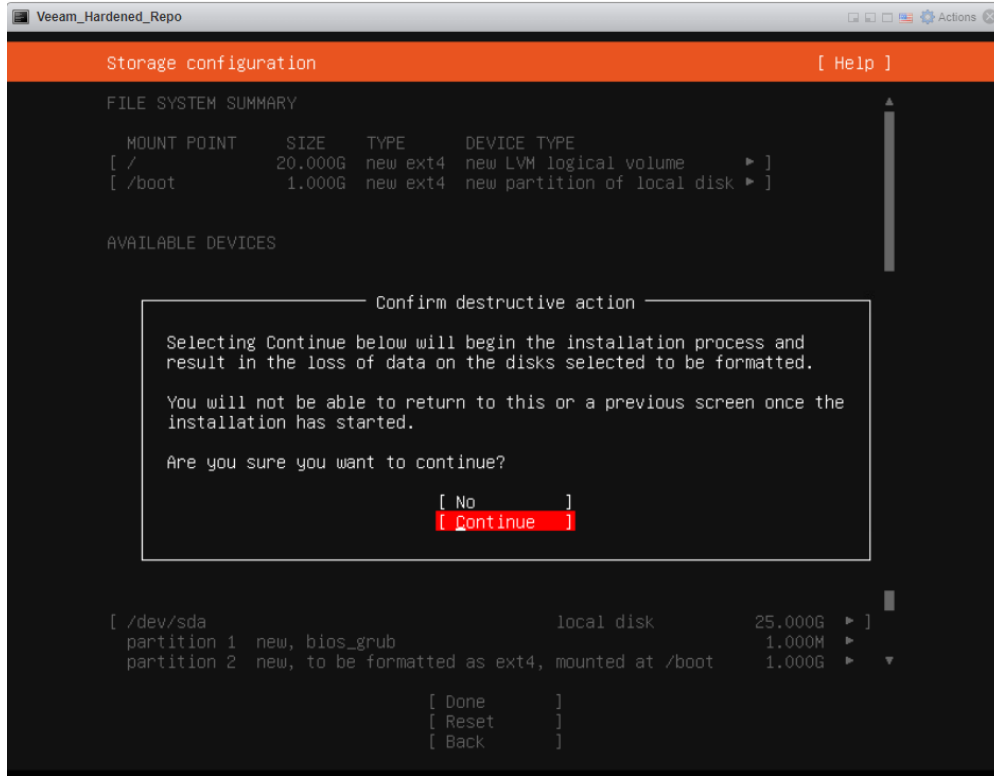 Veeam_Hardened_Repo Actions
Storage configuration [ Help ]
FILE SYSTEM SUMMARY
MOUNT POINT SIZE TYPE DEVICE TYPE
[ / 20.000G new ext4 new LVM logical volume ▸ ]
[ /boot 1.000G new ext4 new partition of local disk ▸ ]
AVAILABLE DEVICES
Confirm destructive action
Selecting Continue below will begin the installation process and
result in the loss of data on the disks selected to be formatted.
You will not be able to return to this or a previous screen once the
installation has started.
Are you sure you want to continue?
[ No ]
[ Continue ]
[ /dev/sda local disk 25.000G ▸ ]
partition 1 new, bios_grub 1.000M ▸
partition 2 new, to be formatted as ext4, mounted at /boot 1.000G ▸
[ Done ]
[ Reset ]
[ Back ]